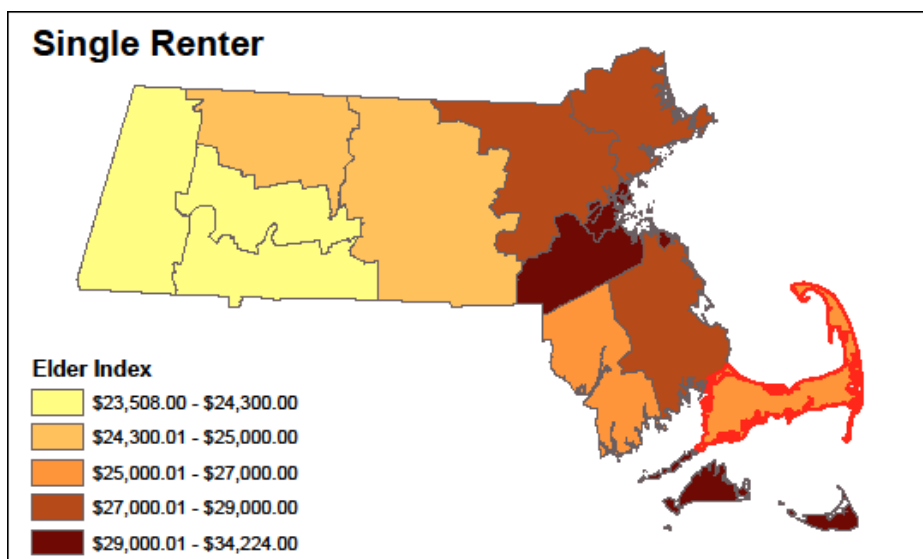 Single Renter
Elder Index
$23,508.00 - $24,300.00
$24,300.01 - $25,000.00
$25,000.01 - $27,000.00
$27,000.01 - $29,000.00
$29,000.01 - $34,224.00